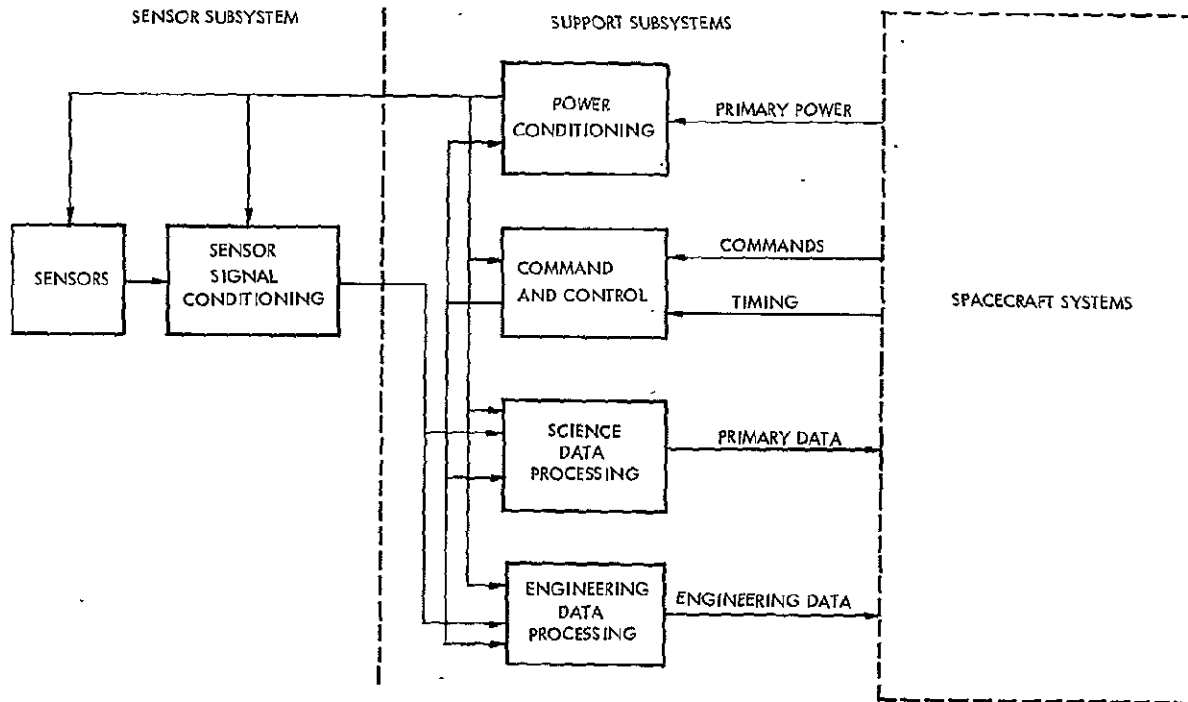 SENSOR SUBSYSTEM
SUPPORT SUBSYSTEMS
POWER
CONDITIONING
PRIMARY POWER
SENSORS
SENSOR
SIGNAL
CONDITIONING
COMMAND
AND CONTROL
COMMANDS
TIMING
SPACECRAFT SYSTEMS
SCIENCE
DATA
PROCESSING
PRIMARY DATA
ENGINEERING
DATA
PROCESSING
ENGINEERING DATA